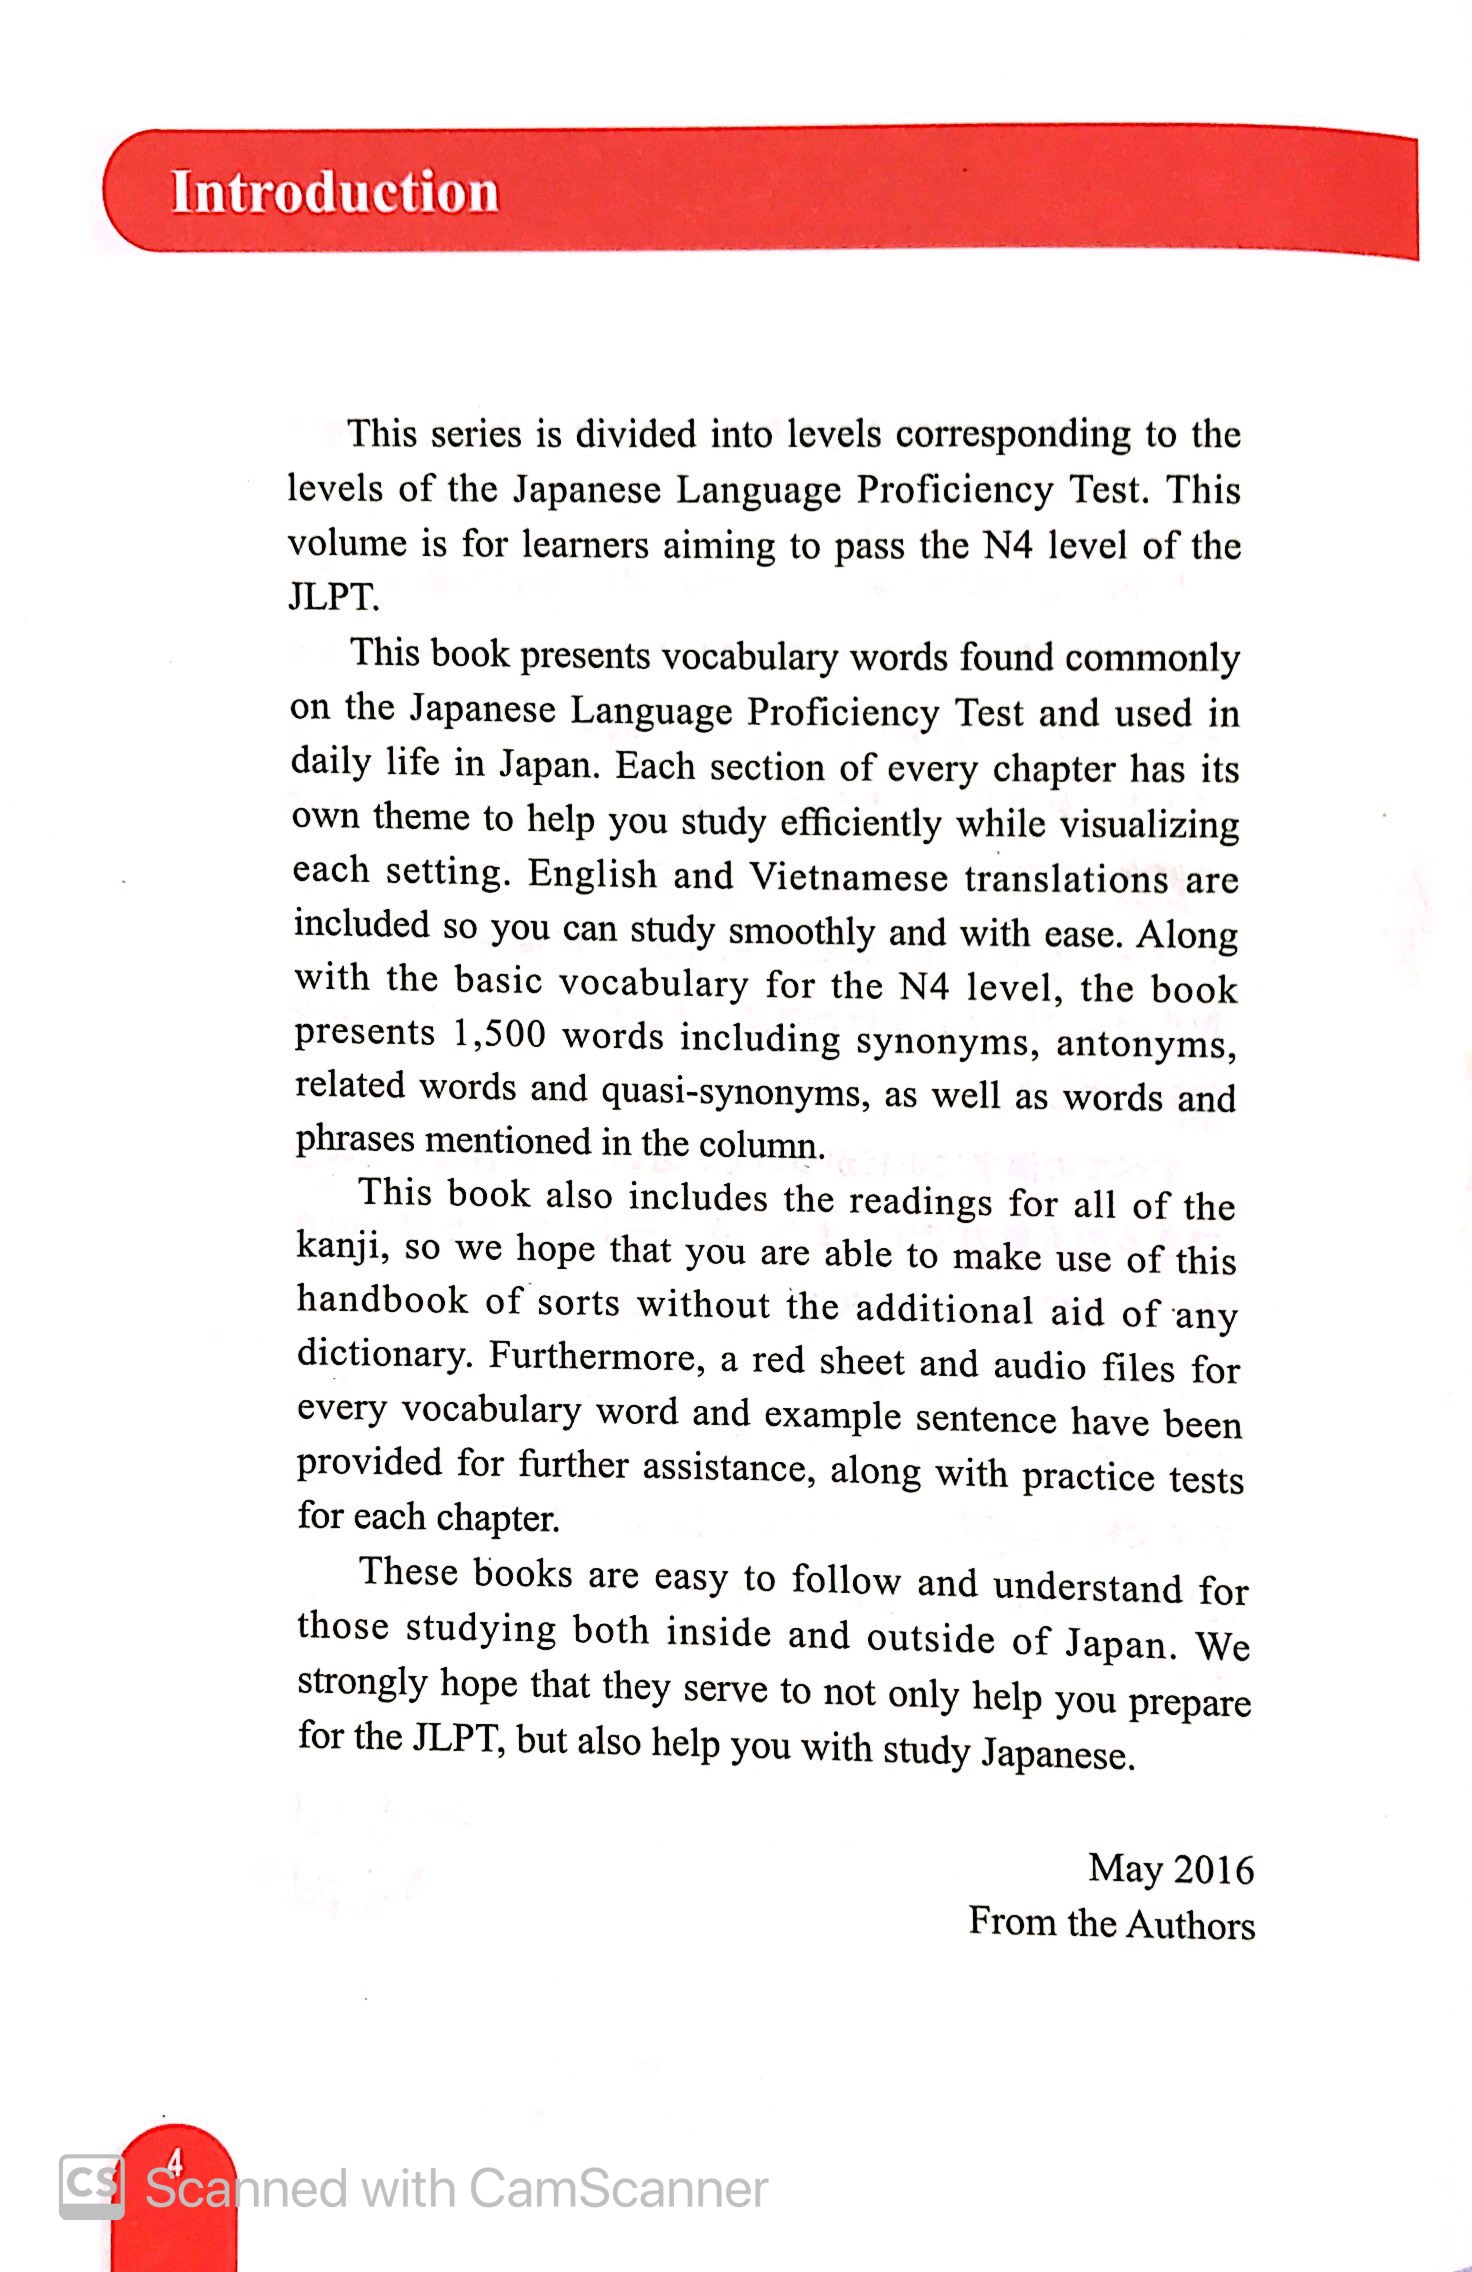 Introduction
This series is divided into levels corresponding to the
levels of the Japanese Language Proficiency Test. This
volume is for learners aiming to pass the N4 level of the
JLPT.
This book presents vocabulary words found commonly
on the Japanese Language Proficiency Test and used in
daily life in Japan. Each section of every chapter has its
own theme to help you study efficiently while visualizing
each setting. English and Vietnamese translations are
included so you can study smoothly and with ease. Along
with the basic vocabulary for the N4 level, the book
presents 1,500 words including synonyms, antonyms,
related words and quasi-synonyms, as well as words and
phrases mentioned in the column.
This book also includes the readings for all of the
kanji, so we hope that you are able to make use of this
handbook of sorts without the additional aid of any
dictionary. Furthermore, a red sheet and audio files for
every vocabulary word and example sentence have been
provided for further assistance, along with practice tests
for each chapter.
These books are easy to follow and understand for
those studying both inside and outside of Japan. We
strongly hope that they serve to not only help you prepare
for the JLPT, but also help you with study Japanese.
May 2016
From the Authors
4
CS Scanned with CamScanner